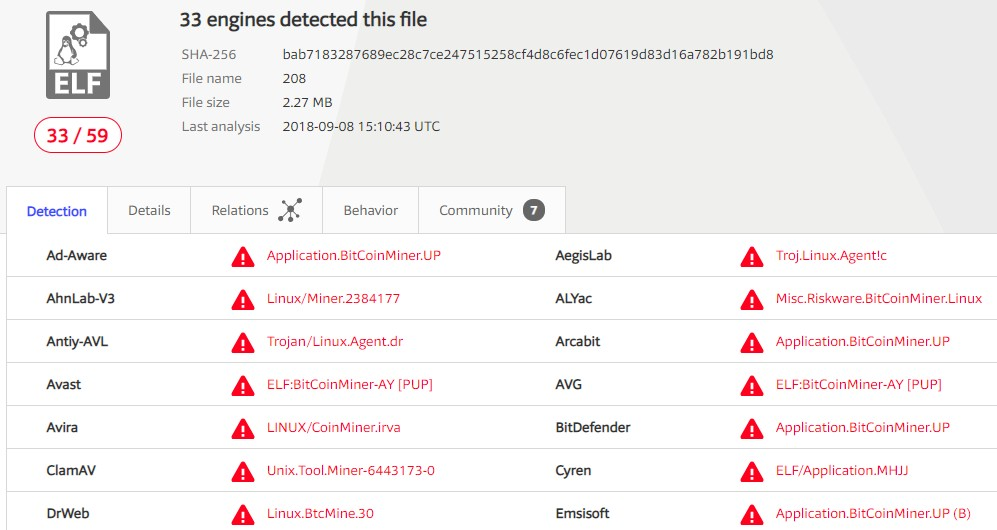 33 engines detected this file
SHA-256 bab7183287689ec28c7ce247515258cf4d8c6fec1d07619d83d16a782b191bd8
File name 208
File size 2.27 MB
Last analysis 2018-09-08 15:10:43 UTC
ELF
33 / 59
Detection Details Relations Behavior Community 7
Ad-Aware Application.BitCoinMiner.UP AegisLab Troj.Linux.Agent!c
AhnLab-V3 Linux/Miner.2384177 ALYac Misc.Riskware.BitCoinMiner.Linux
Antiy-AVL Trojan/Linux.Agent.dr Arcabit Application.BitCoinMiner.UP
Avast ELF:BitCoinMiner-AY [PUP] AVG ELF:BitCoinMiner-AY [PUP]
Avira LINUX/CoinMiner.irva BitDefender Application.BitCoinMiner.UP
ClamAV Unix.Tool.Miner-6443173-0 Cyren ELF/Application.MHJJ
DrWeb Linux.BtcMine.30 Emsisoft Application.BitCoinMiner.UP (B)